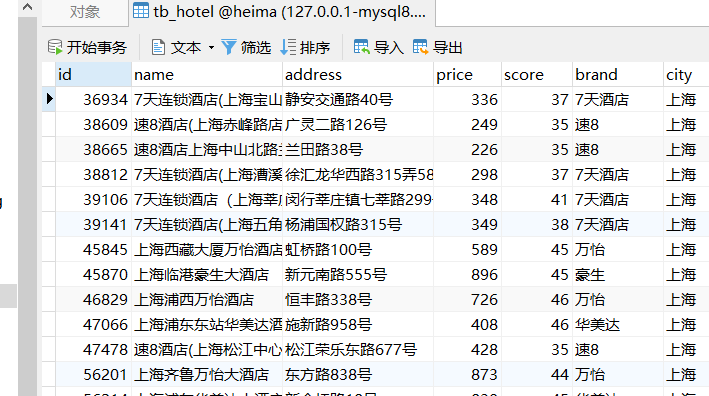 对象 tb_hotel @heima (127.0.0.1-mysql8....
开始事务 文本 筛选 排序 导入 导出
id name address price score brand city
36934 7天连锁酒店(上海宝山 静安交通路40号 336 37 7天酒店 上海
38609 速8酒店(上海赤峰路店 广灵二路126号 249 35 速8 上海
38665 速8酒店上海中山北路 兰田路38号 226 35 速8 上海
38812 7天连锁酒店(上海漕溪 徐汇龙华西路315弄58 298 37 7天酒店 上海
39106 7天连锁酒店（上海莘 闵行莘庄镇七莘路299 348 41 7天酒店 上海
39141 7天连锁酒店(上海五角 杨浦国权路315号 349 38 7天酒店 上海
45845 上海西藏大厦万怡酒店 虹桥路100号 589 45 万怡 上海
45870 上海临港豪生大酒店 新元南路555号 896 45 豪生 上海
46829 上海浦西万怡酒店 恒丰路338号 726 46 万怡 上海
47066 上海浦东东站华美达酒 施新路958号 408 46 华美达 上海
47478 速8酒店(上海松江中心 松江荣乐东路677号 428 35 速8 上海
56201 上海齐鲁万怡大酒店 东方路838号 873 44 万怡 上海